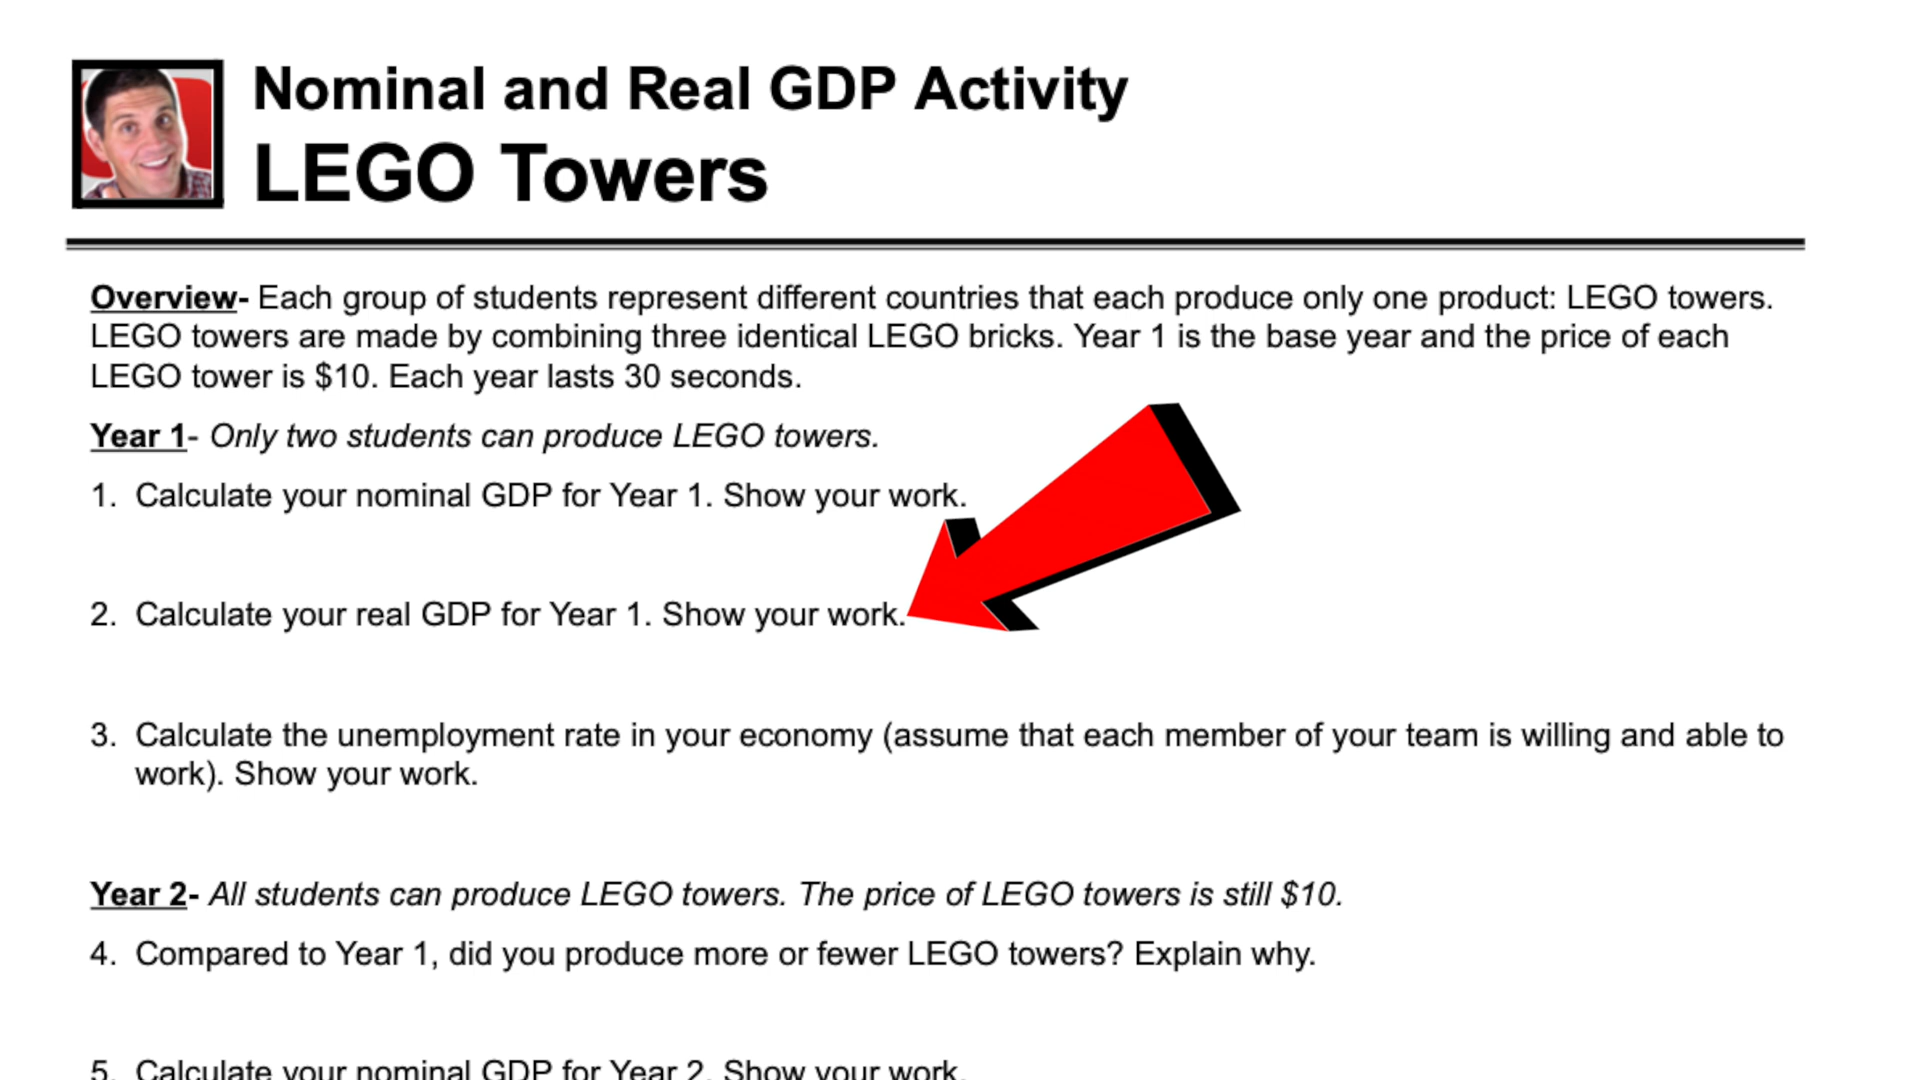 Nominal and Real GDP Activity
LEGO Towers
Overview- Each group of students represent different countries that each produce only one product: LEGO towers.
LEGO towers are made by combining three identical LEGO bricks. Year 1 is the base year and the price of each
LEGO tower is $10. Each year lasts 30 seconds.
Year 1- Only two students can produce LEGO towers.
1. Calculate your nominal GDP for Year 1. Show your work.
2. Calculate your real GDP for Year 1. Show your work.
3. Calculate the unemployment rate in your economy (assume that each member of your team is willing and able to
work). Show your work.
Year 2- All students can produce LEGO towers. The price of LEGO towers is still $10.
4. Compared to Year 1, did you produce more or fewer LEGO towers? Explain why.
5. Calculate your nominal GDP for Year 2. Show your work.